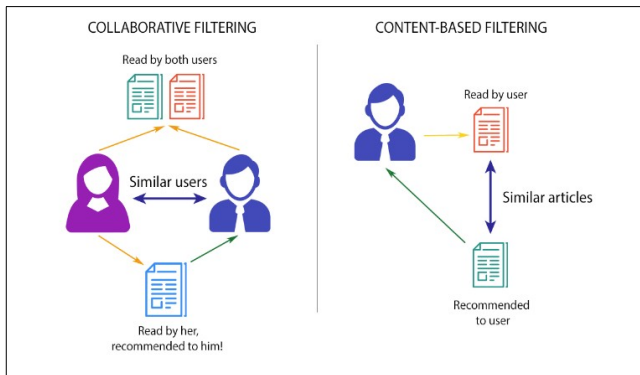 COLLABORATIVE FILTERING
Read by both users
Similar users
Read by her,
recommended to him!
CONTENT-BASED FILTERING
Read by user
Similar articles
Recommended
to user